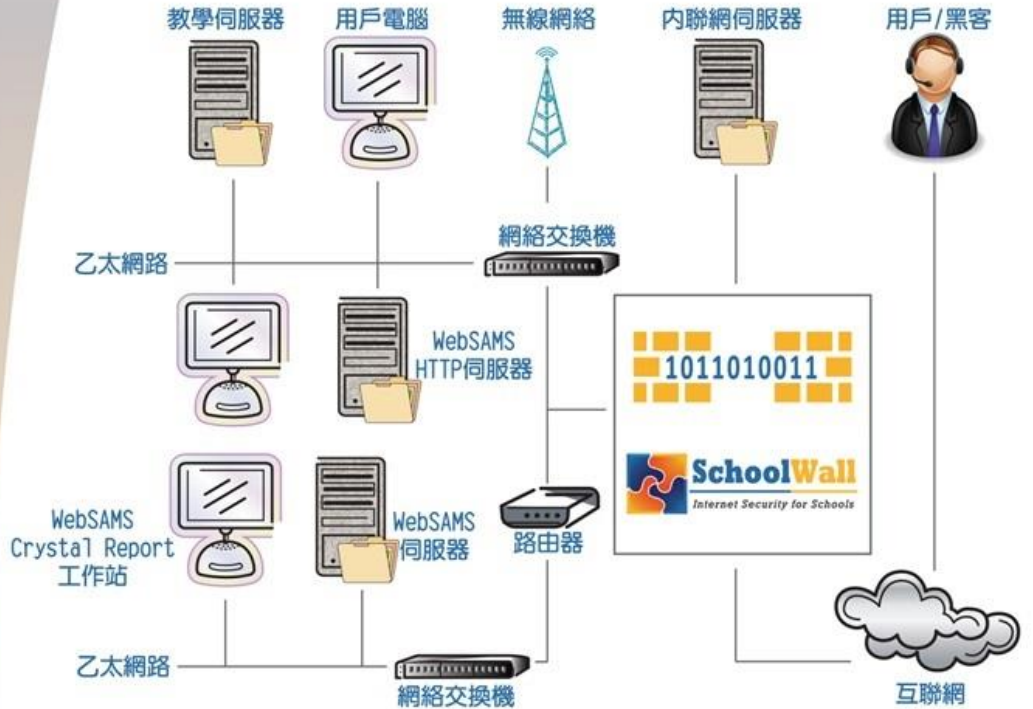 教學伺服器
用戶電腦
無線網絡
內聯網伺服器
用戶/黑客
網絡交換機
乙太網路
WebSAMS
HTTP伺服器
1011010011
SchoolWall
Internet Security for Schools
WebSAMS
Crystal Report
工作站
WebSAMS
伺服器
路由器
乙太網路
網絡交換機
互聯網